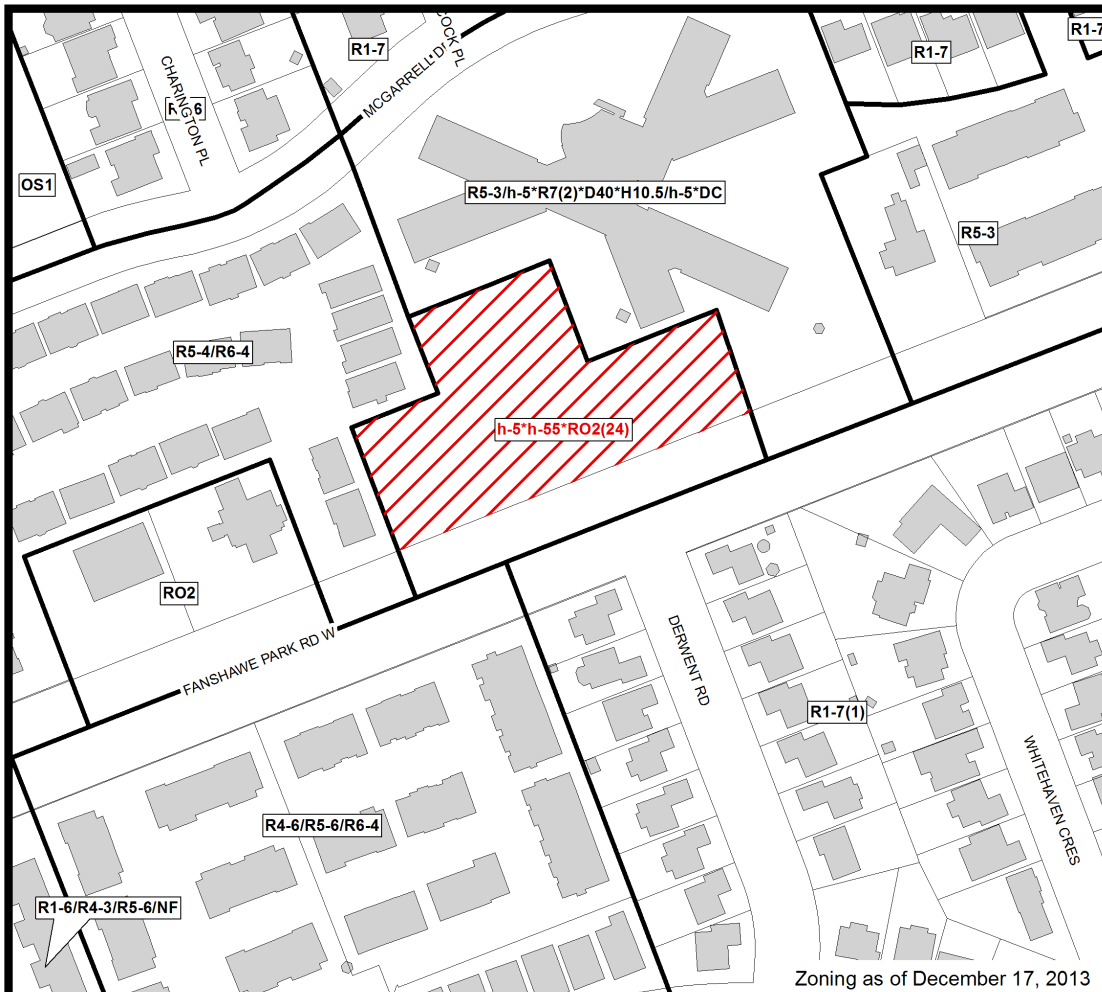 COCK PL
R1-7
R1-7
R1-7
MCGARRELL DR
CHARINGTON PL
OS1
R5-3/h-5*R7(2)*D40*H10.5/h-5*DC
R5-3
R5-4/R6-4
h-5*h-55*RO2(24)
RO2
FANSHAWE PARK RD W
DERWENT RD
R1-7(1)
WHITEHAVEN CRES
R4-6/R5-6/R6-4
R1-6/R4-3/R5-6/NF
Zoning as of December 17, 2013